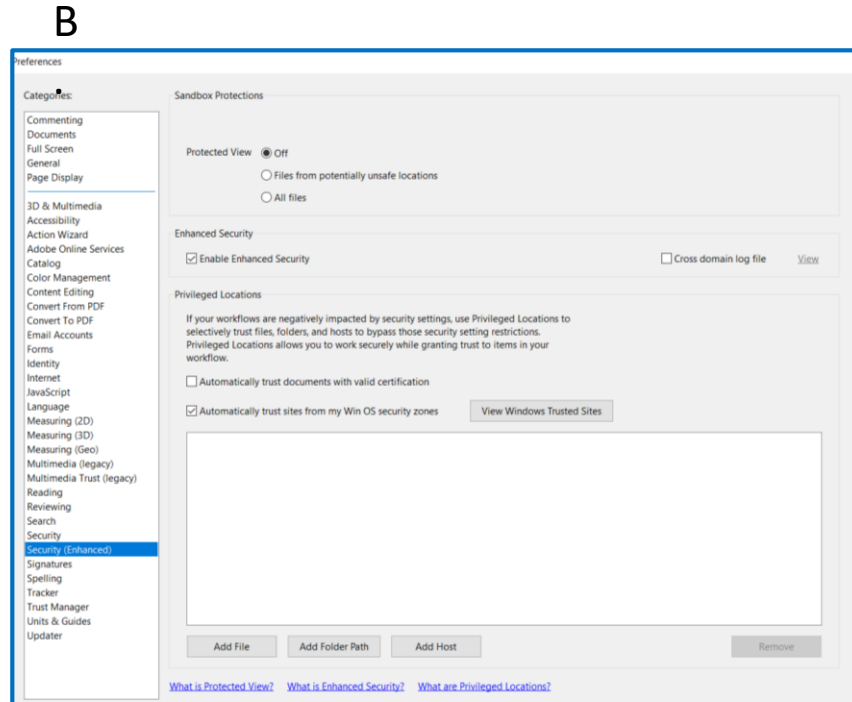 B
Preferences
Categories:
Commenting
Documents
Full Screen
General
Page Display
3D & Multimedia
Accessibility
Action Wizard
Adobe Online Services
Catalog
Color Management
Content Editing
Convert From PDF
Convert To PDF
Email Accounts
Forms
Identity
Internet
JavaScript
Language
Measuring (2D)
Measuring (3D)
Measuring (Geo)
Multimedia (legacy)
Multimedia Trust (legacy)
Reading
Reviewing
Search
Security
Security (Enhanced)
Signatures
Spelling
Tracker
Trust Manager
Units & Guides
Updater
Sandbox Protections
Protected View Off
Files from potentially unsafe locations
All files
Enhanced Security
Enable Enhanced Security Cross domain log file View
Privileged Locations
If your workflows are negatively impacted by security settings, use Privileged Locations to
selectively trust files, folders, and hosts to bypass those security setting restrictions.
Privileged Locations allows you to work securely while granting trust to items in your
workflow.
Automatically trust documents with valid certification
Automatically trust sites from my Win OS security zones View Windows Trusted Sites
Add File Add Folder Path Add Host Remove
What is Protected View? What is Enhanced Security? What are Privileged Locations?